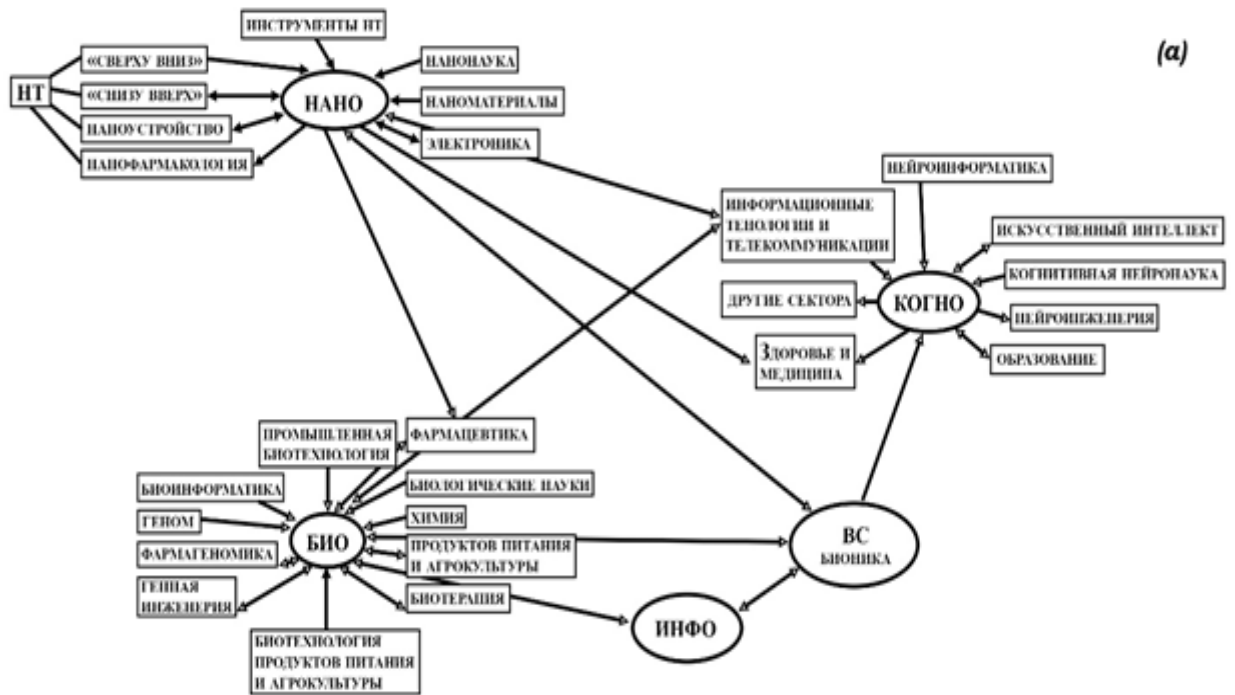 (а)
ИНСТРУМЕНТЫ НТ
«СВЕРХУ ВНИЗ»
НАНОНАУКА
НТ
«СНИЗУ ВВЕРХ»
НАНО
НАНОМАТЕРИАЛЫ
НАНОУСТРОЙСТВО
ЭЛЕКТРОНИКА
НАНОФАРМАКОЛОГИЯ
НЕЙРОИНФОРМАТИКА
ИНФОРМАЦИОННЫЕ
ТЕНОЛОГИИ И
ТЕЛЕКОММУНИКАЦИИ
ИСКУССТВЕННЫЙ ИНТЕЛЛЕКТ
КОГНИТИВНАЯ НЕЙРОНАУКА
ДРУГИЕ СЕКТОРА
КОГНО
НЕЙРОИНЖЕНЕРИЯ
ЗДОРОВЬЕ И
МЕДИЦИНА
ОБРАЗОВАНИЕ
ПРОМЫШЛЕННАЯ
БИОТЕХНОЛОГИЯ
ФАРМАЦЕВТИКА
БИОИНФОРМАТИКА
БИОЛОГИЧЕСКИЕ НАУКИ
ГЕНОМ
ХИМИЯ
БИО
ФАРМАГЕНОМИКА
ПРОДУКТОВ ПИТАНИЯ
И АГРОКУЛЬТУРЫ
ВС
БИОНИКА
ГЕННАЯ
ИНЖЕНЕРИЯ
БИОТЕРАПИЯ
ИНФО
БИОТЕХНОЛОГИЯ
ПРОДУКТОВ ПИТАНИЯ
И АГРОКУЛЬТУРЫ